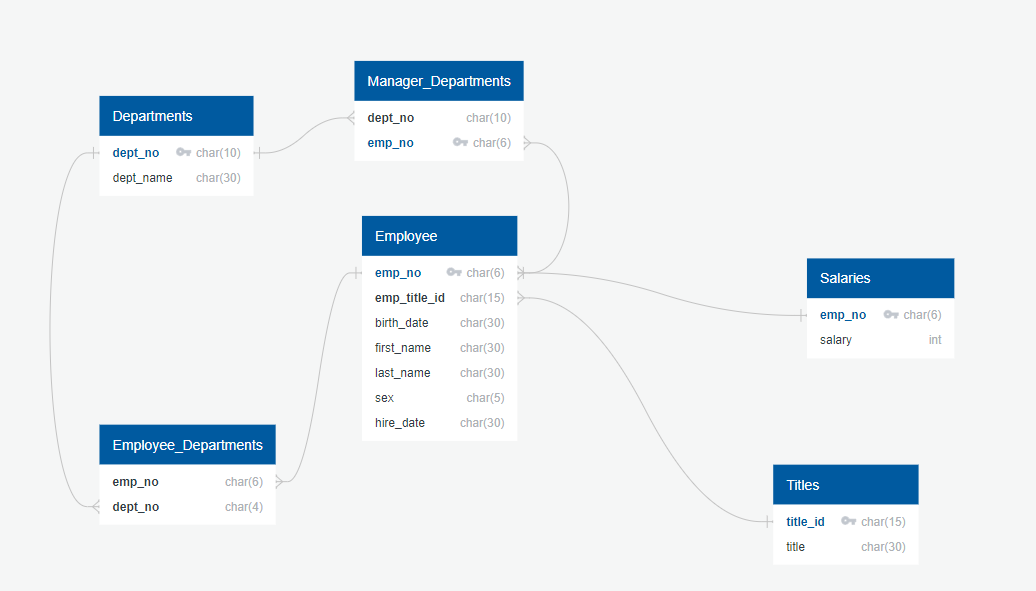 Departments
dept_no char(10)
dept_name char(30)
Manager_Departments
dept_no char(10)
emp_no char(6)
Employee
emp_no char(6)
emp_title_id char(15)
birth_date char(30)
first_name char(30)
last_name char(30)
sex char(5)
hire_date char(30)
Salaries
emp_no char(6)
salary int
Employee_Departments
emp_no char(6)
dept_no char(4)
Titles
title_id char(15)
title char(30)